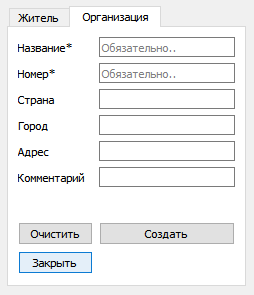 Житель Организация
Название* Обязательно..
Номер* Обязательно..
Страна
Город
Адрес
Комментарий
Очистить Создать
Закрыть